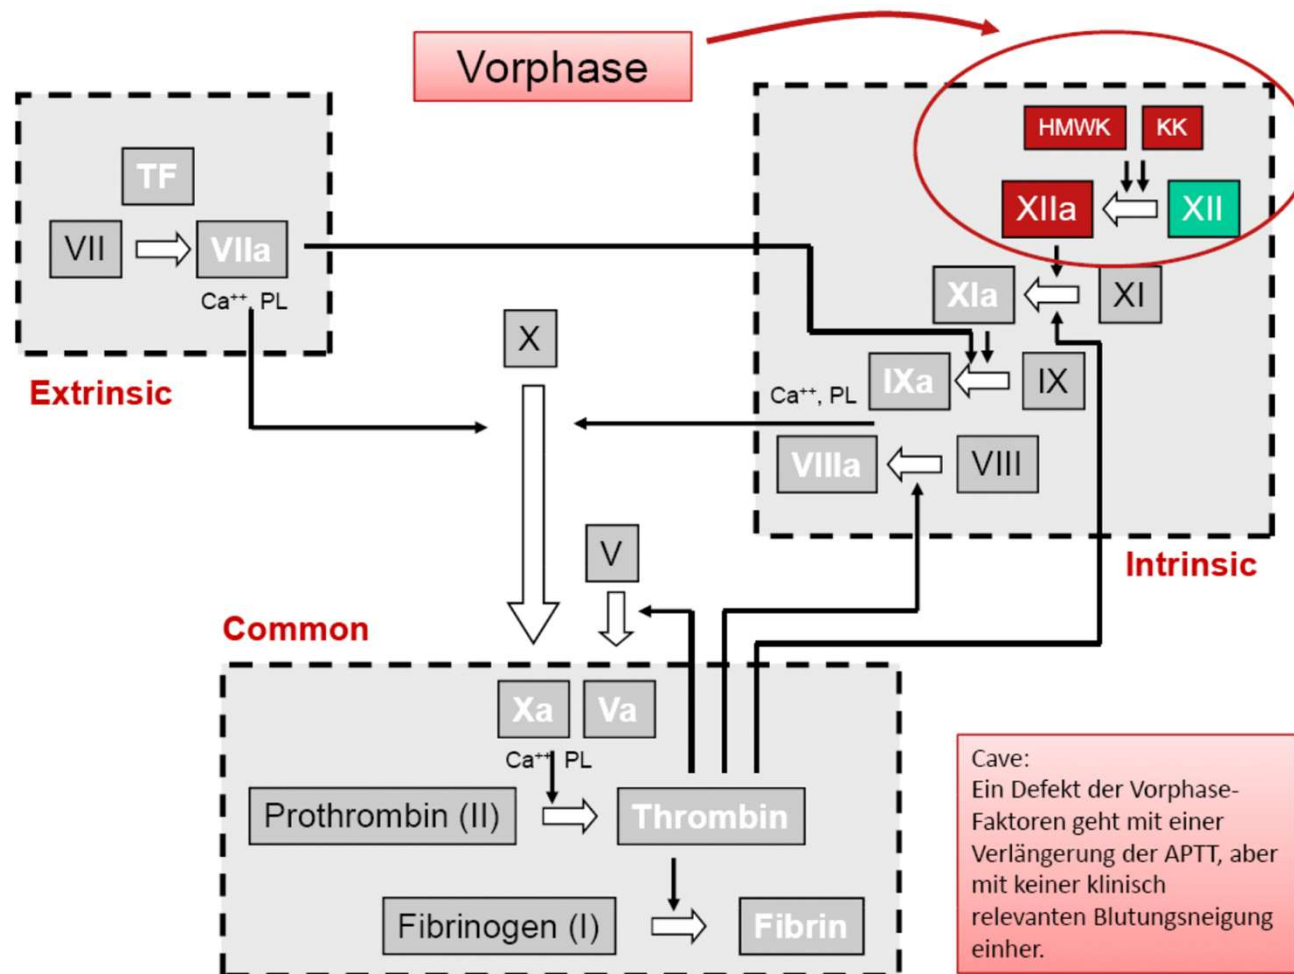 Vorphase
HMWK KK
TF
XIIa XII
VII VIIa
XIa XI
Ca⁺⁺, PL
X
IXa IX
Extrinsic
Ca⁺⁺, PL
VIIIa VIII
V
Intrinsic
Common
Xa Va
Ca⁺⁺ PL
Prothrombin (II) Thrombin
Fibrinogen (I) Fibrin
Cave:
Ein Defekt der Vorphase-
Faktoren geht mit einer
Verlängerung der APTT, aber
mit keiner klinisch
relevanten Blutungsneigung
einher.